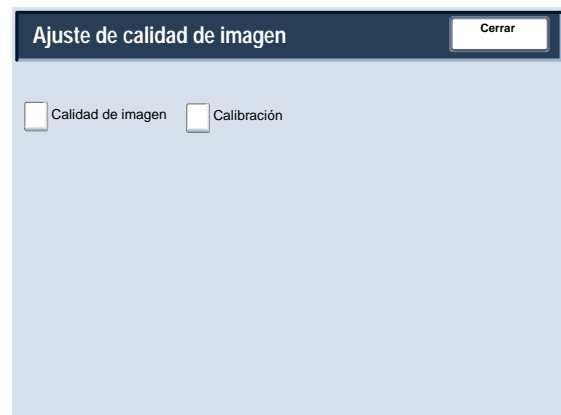 Ajuste de calidad de imagen
Cerrar
Calidad de imagen
Calibración